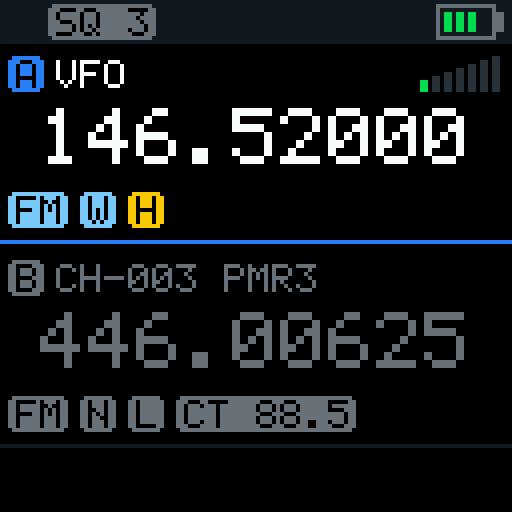 SQ 3
A VFO
146.52000
FM W H
B CH-003 PMR3
446.00625
FM N L CT 88.5